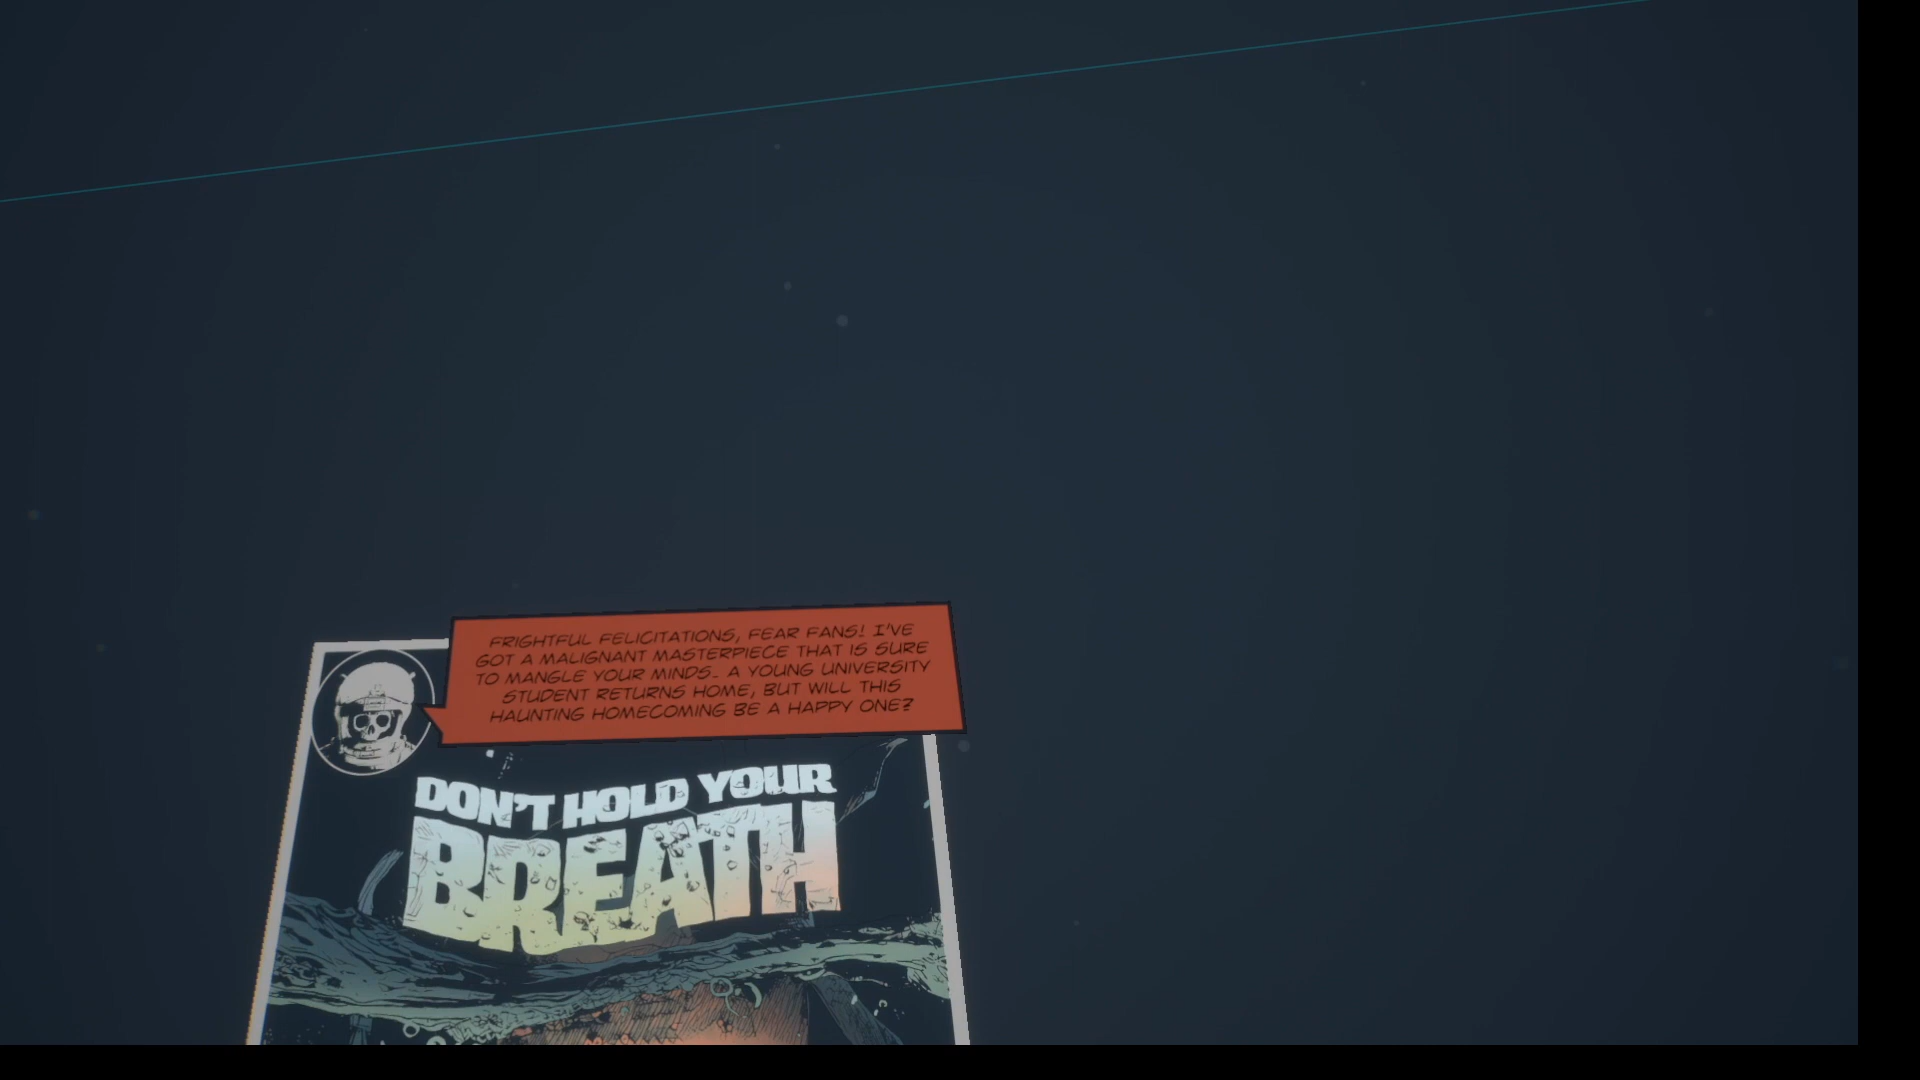 FRIGHTFUL FELICITATIONS, FEAR FANS! I'VE
GOT A MALIGNANT MASTERPIECE THAT IS SURE
TO MANGLE YOUR MINDS... A YOUNG UNIVERSITY
STUDENT RETURNS HOME, BUT WILL THIS
HAUNTING HOMECOMING BE A HAPPY ONE?
DON'T HOLD YOUR
BREATH